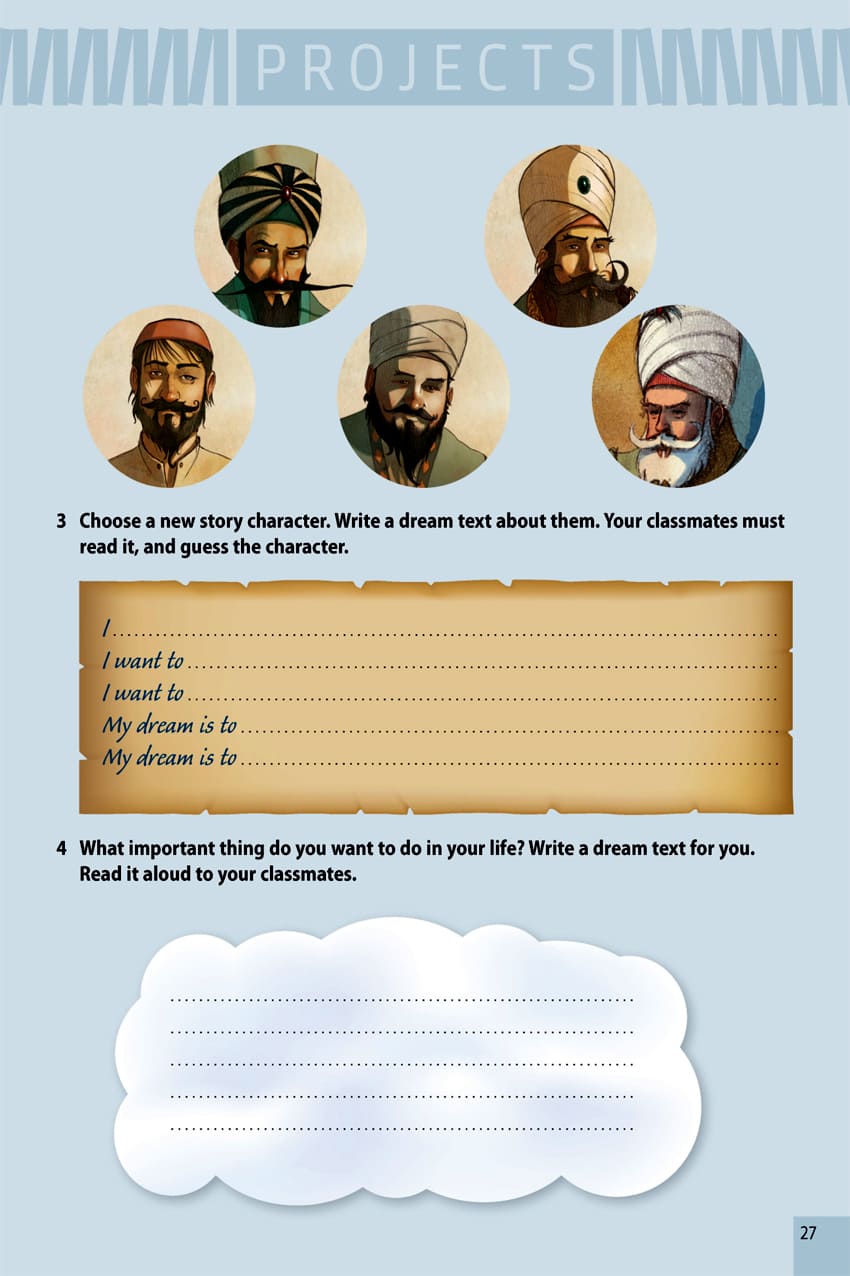 PROJECTS
3 Choose a new story character. Write a dream text about them. Your classmates must
read it, and guess the character.
I
I want to
I want to
My dream is to
My dream is to
4 What important thing do you want to do in your life? Write a dream text for you.
Read it aloud to your classmates.
27